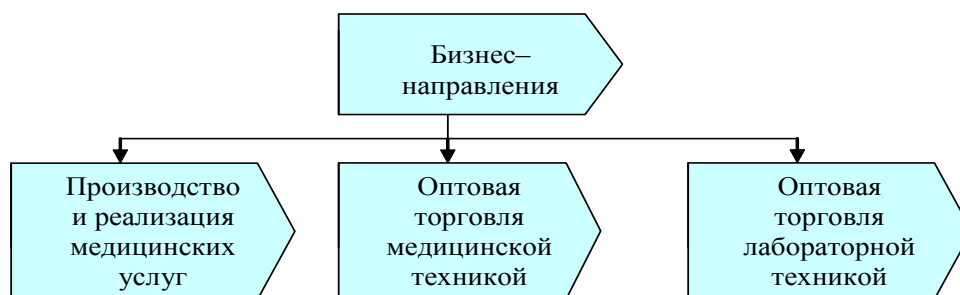 Бизнес–
направления
Производство
и реализация
медицинских
услуг
Оптовая
торговля
медицинской
техникой
Оптовая
торговля
лабораторной
техникой